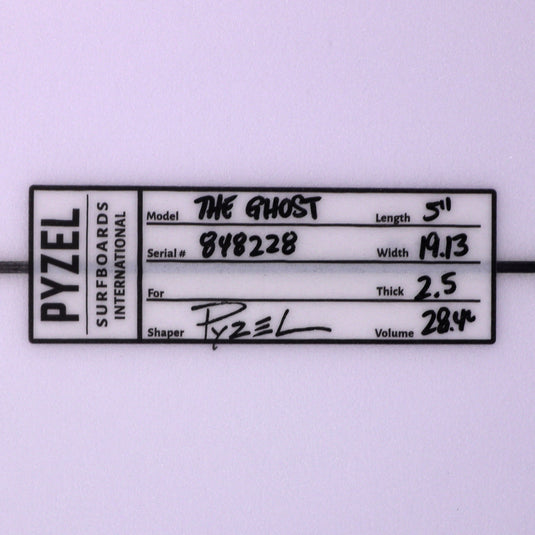 PYZEL
SURFBOARDS
INTERNATIONAL
Model THE GHOST Length 5'11
Serial # 848228 Width 19.13
For Thick 2.5
Shaper PYZEL Volume 28.4L